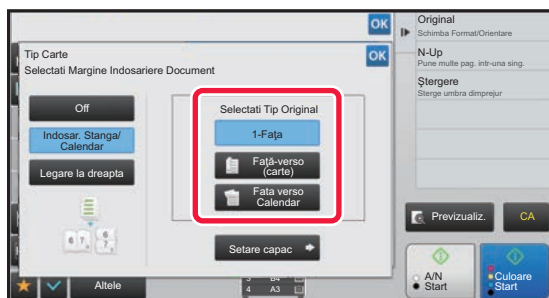 OK
Tip Carte
OK
Selectati Margine Indosariere Document
Off
Indosar. Stanga/
Calendar
Legare la dreapta
Selectati Tip Original
1-Faţa
Faţă-verso
(carte)
Fata verso
Calendar
Setare capac
Altele
4 A3
Original
Schimba Format/Orientare
N-Up
Pune multe pag. intr-una sing.
Ştergere
Sterge umbra dimprejur
Previzualiz.
CA
A/N
Start
Culoare
Start